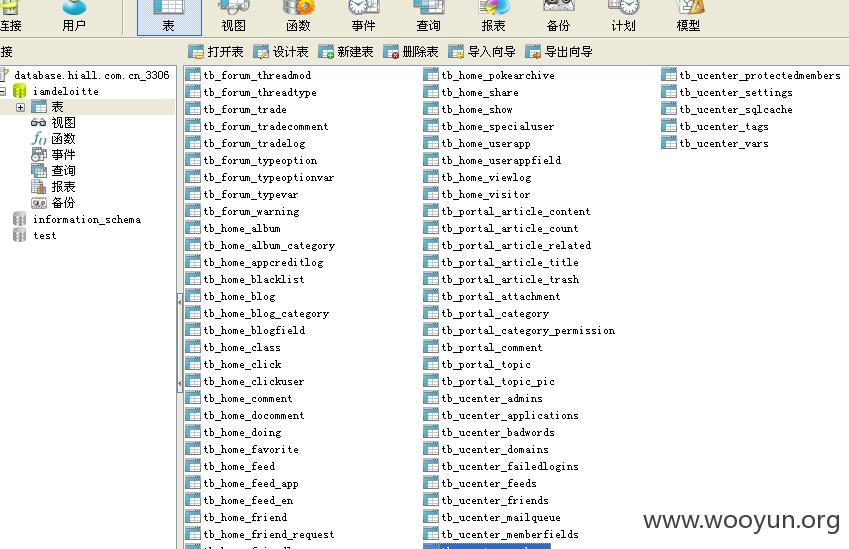 连接
用户
表
视图
函数
事件
查询
报表
备份
计划
模型
接
打开表
设计表
新建表
删除表
导入向导
导出向导
database.hiall.com.cn_3306
iamdeloitte
表
视图
函数
事件
查询
报表
备份
information_schema
test
tb_forum_threadmod
tb_forum_threadtype
tb_forum_trade
tb_forum_tradecomment
tb_forum_tradelog
tb_forum_typeoption
tb_forum_typeoptionvar
tb_forum_typevar
tb_forum_warning
tb_home_album
tb_home_album_category
tb_home_appcreditlog
tb_home_blacklist
tb_home_blog
tb_home_blog_category
tb_home_blogfield
tb_home_class
tb_home_click
tb_home_clickuser
tb_home_comment
tb_home_docomment
tb_home_doing
tb_home_favorite
tb_home_feed
tb_home_feed_app
tb_home_feed_en
tb_home_friend
tb_home_friend_request
tb_home_pokearchive
tb_home_share
tb_home_show
tb_home_specialuser
tb_home_userapp
tb_home_userappfield
tb_home_viewlog
tb_home_visitor
tb_portal_article_content
tb_portal_article_count
tb_portal_article_related
tb_portal_article_title
tb_portal_article_trash
tb_portal_attachment
tb_portal_category
tb_portal_category_permission
tb_portal_comment
tb_portal_topic
tb_portal_topic_pic
tb_ucenter_admins
tb_ucenter_applications
tb_ucenter_badwords
tb_ucenter_domains
tb_ucenter_failedlogins
tb_ucenter_feeds
tb_ucenter_friends
tb_ucenter_mailqueue
tb_ucenter_memberfields
tb_ucenter_protectedmembers
tb_ucenter_settings
tb_ucenter_sqlcache
tb_ucenter_tags
tb_ucenter_vars
www.wooyun.org